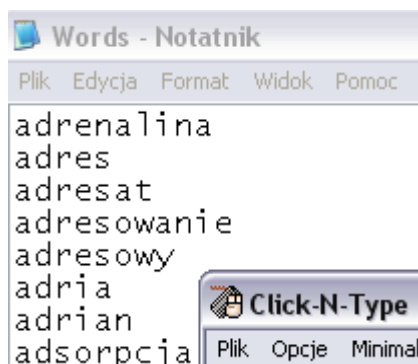 Words - Notatnik
Plik Edycja Format Widok Pomoc
adrenalina
adres
adresat
adresowanie
adresowy
adria
adrian
adsorpcja
Click-N-Type
Plik Opcje